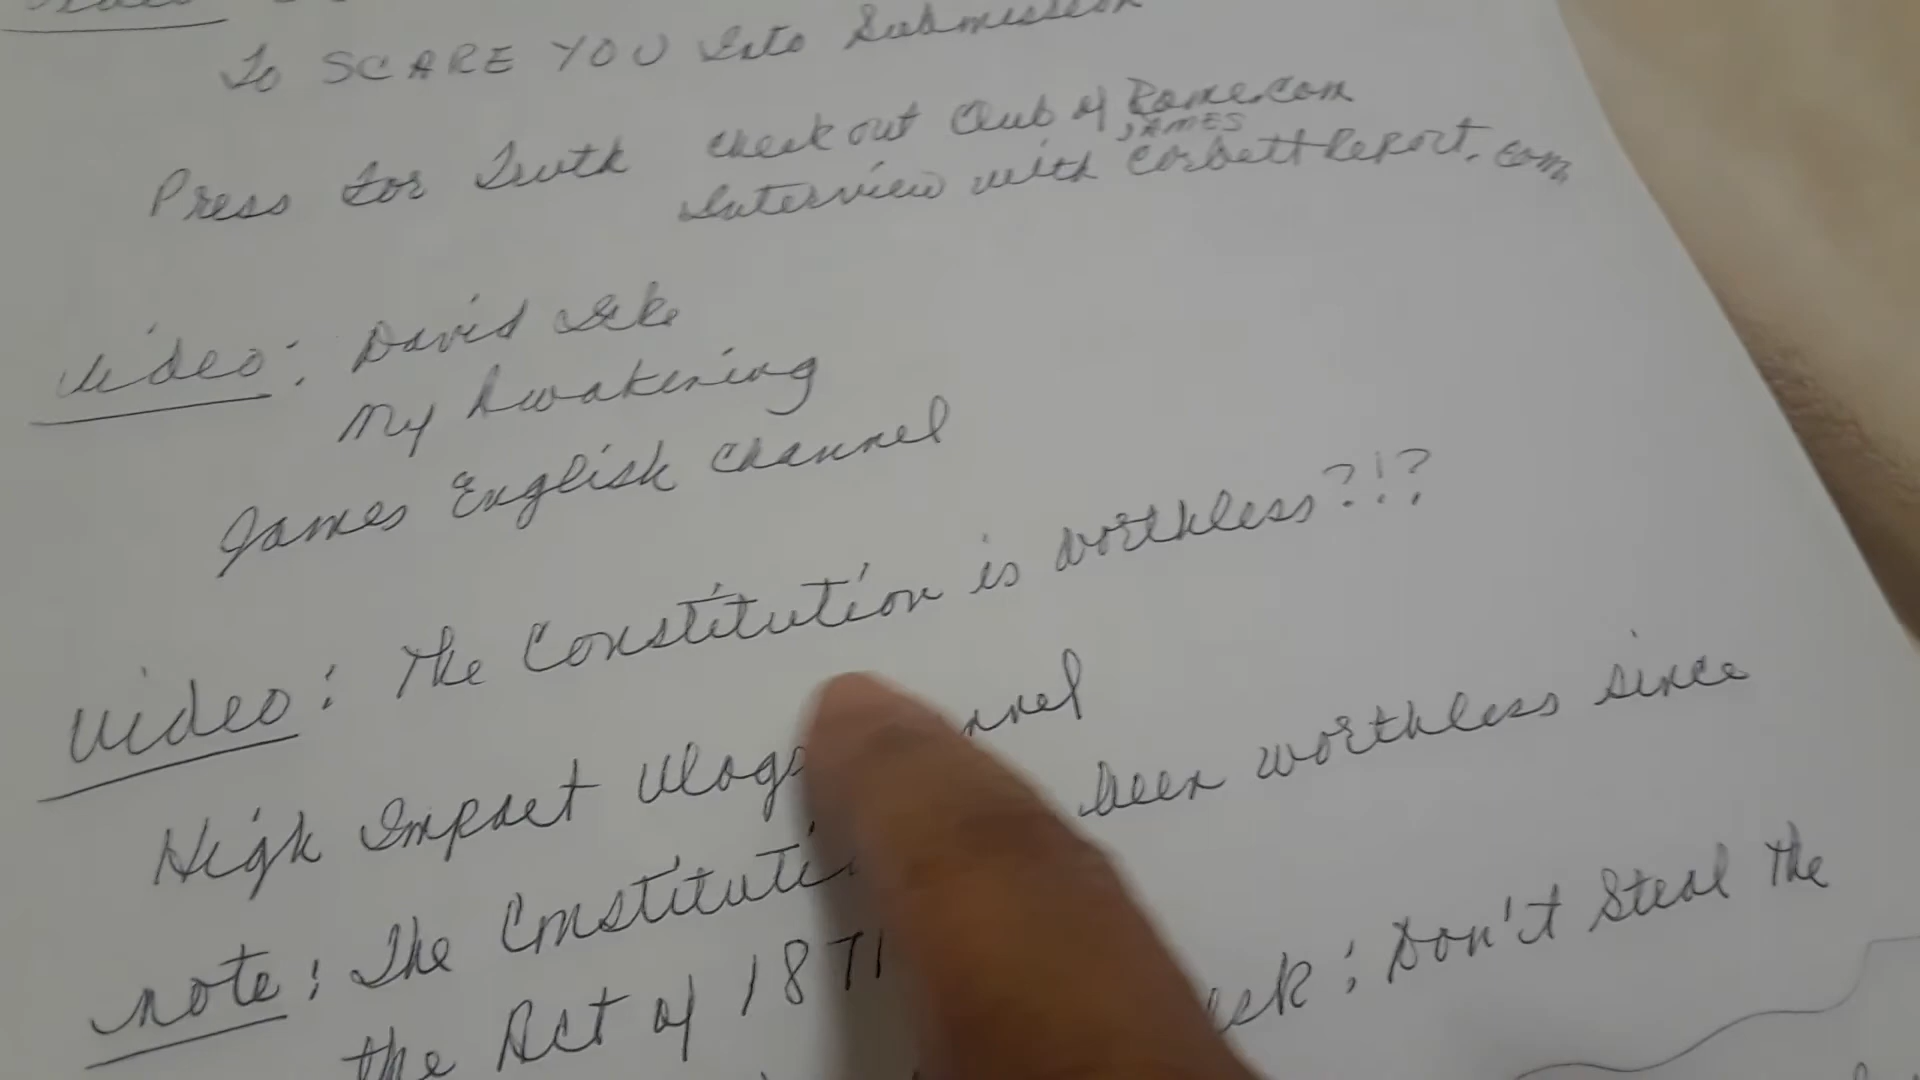 To SCARE YOU Into Submission
Press For Truth check out Club of Rome.com
JAMES
Interview with CorbettReport.com
Video: David Icke
My Awakening
James English Channel
Video: The Constitution is worthless?!?
High Impact Vlogs
Note: The been worthless since
the Act of 1871 : Don't Steal The